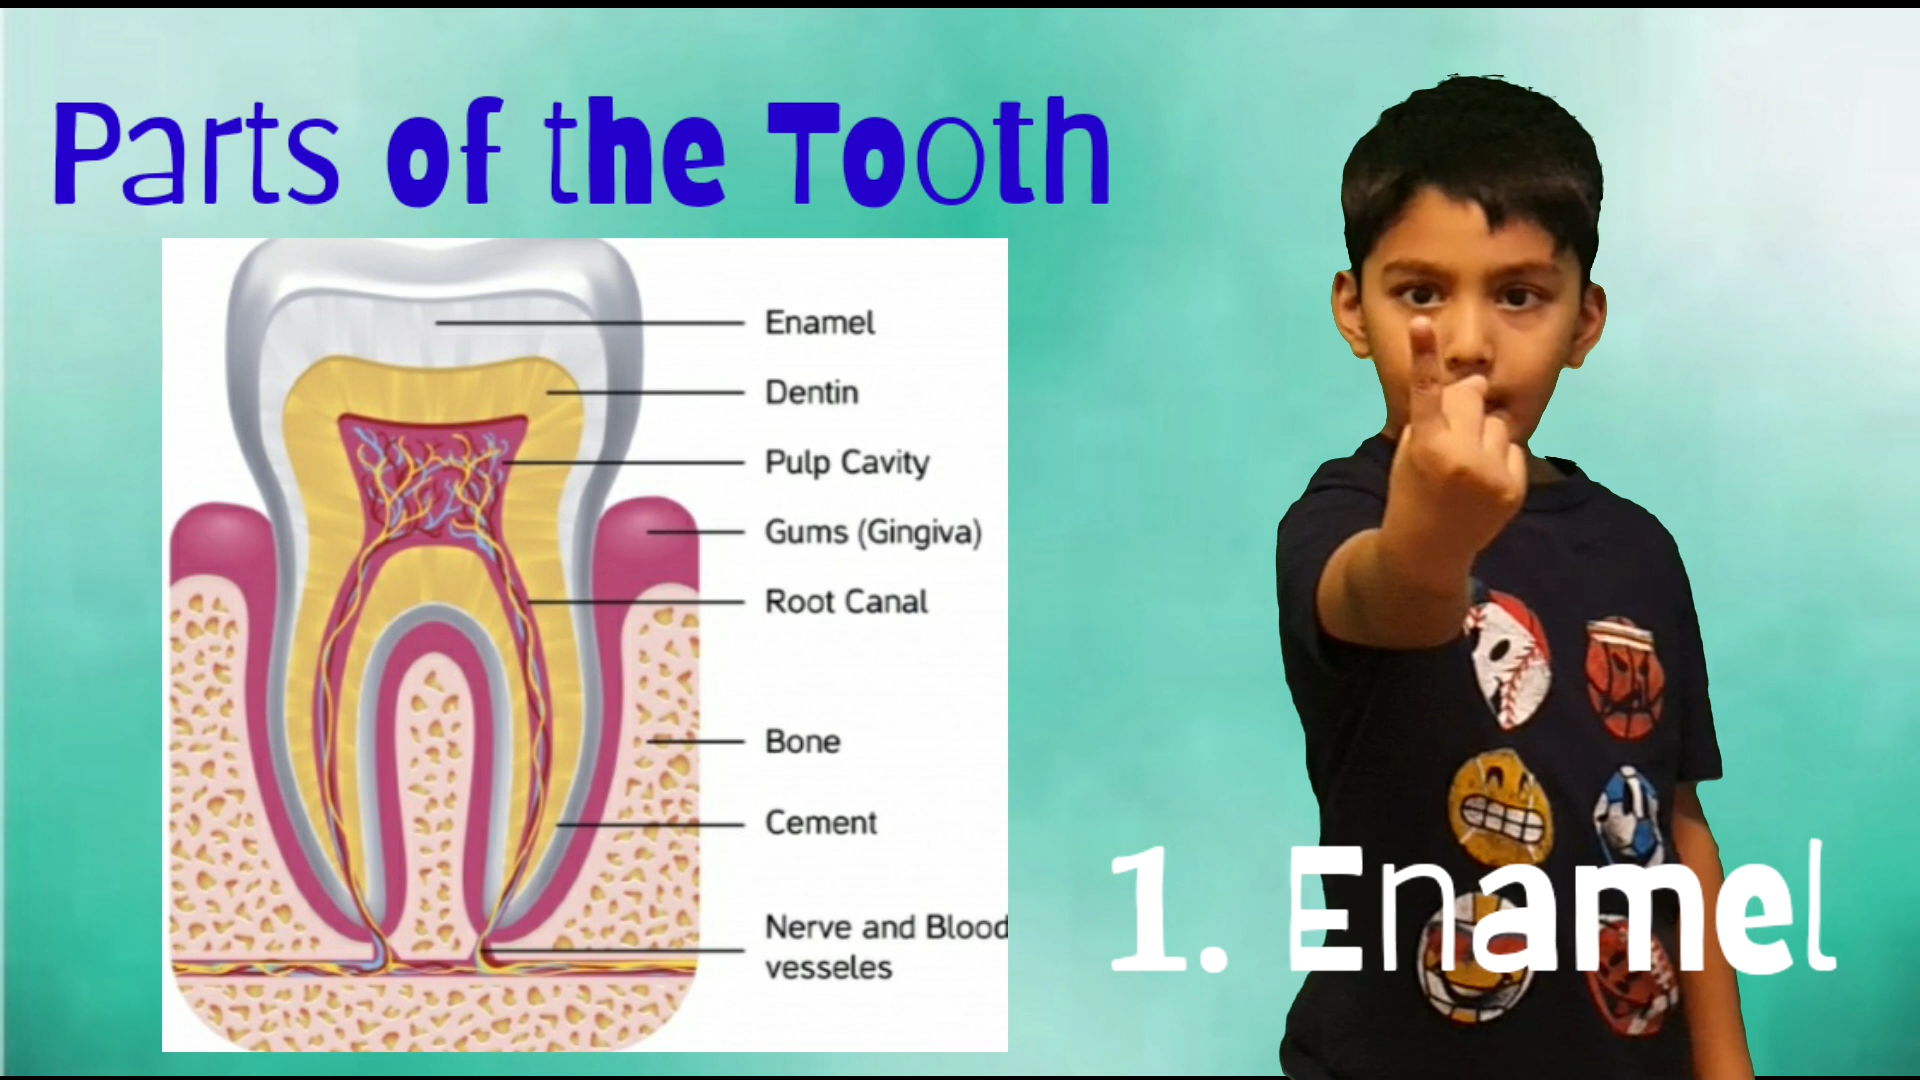 Parts of the Tooth
Enamel
Dentin
Pulp Cavity
Gums (Gingiva)
Root Canal
Bone
Cement
Nerve and Blood
vesseles
1. Enamel